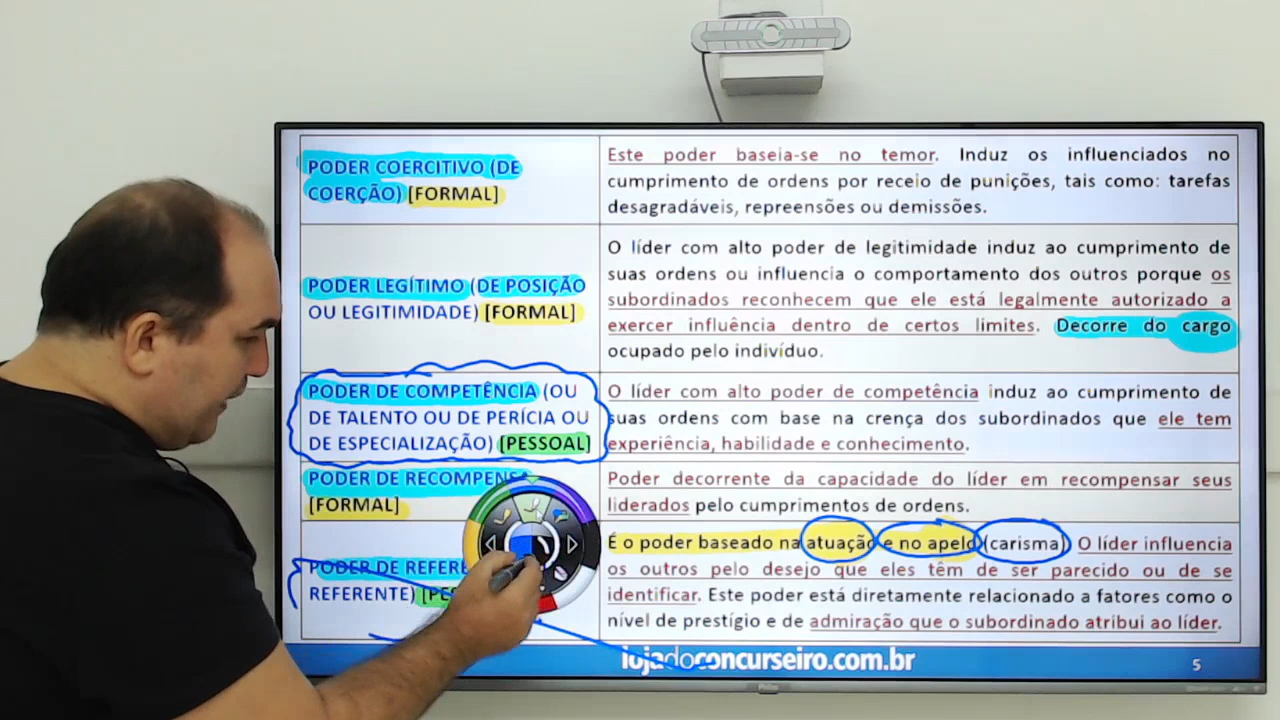 PODER COERCITIVO (DE
COERÇÃO) [FORMAL]
Este poder baseia-se no temor. Induz os influenciados no
cumprimento de ordens por receio de punições, tais como: tarefas
desagradáveis, repreensões ou demissões.
PODER LEGÍTIMO (DE POSIÇÃO
OU LEGITIMIDADE) [FORMAL]
O líder com alto poder de legitimidade induz ao cumprimento de
suas ordens ou influencia o comportamento dos outros porque os
subordinados reconhecem que ele está legalmente autorizado a
exercer influência dentro de certos limites. Decorre do cargo
ocupado pelo indivíduo.
PODER DE COMPETÊNCIA (OU
DE TALENTO OU DE PERÍCIA OU
DE ESPECIALIZAÇÃO) [PESSOAL]
O líder com alto poder de competência induz ao cumprimento de
suas ordens com base na crença dos subordinados que ele tem
experiência, habilidade e conhecimento.
PODER DE RECOMPENSA
[FORMAL]
Poder decorrente da capacidade do líder em recompensar seus
liderados pelo cumprimentos de ordens.
PODER DE REFERE
REFERENTE) [PES
É o poder baseado na atuação e no apelo (carisma) O líder influencia
os outros pelo desejo que eles têm de ser parecido ou de se
identificar. Este poder está diretamente relacionado a fatores como o
nível de prestígio e de admiração que o subordinado atribui ao líder.
lojadoconcurseiro.com.br
5